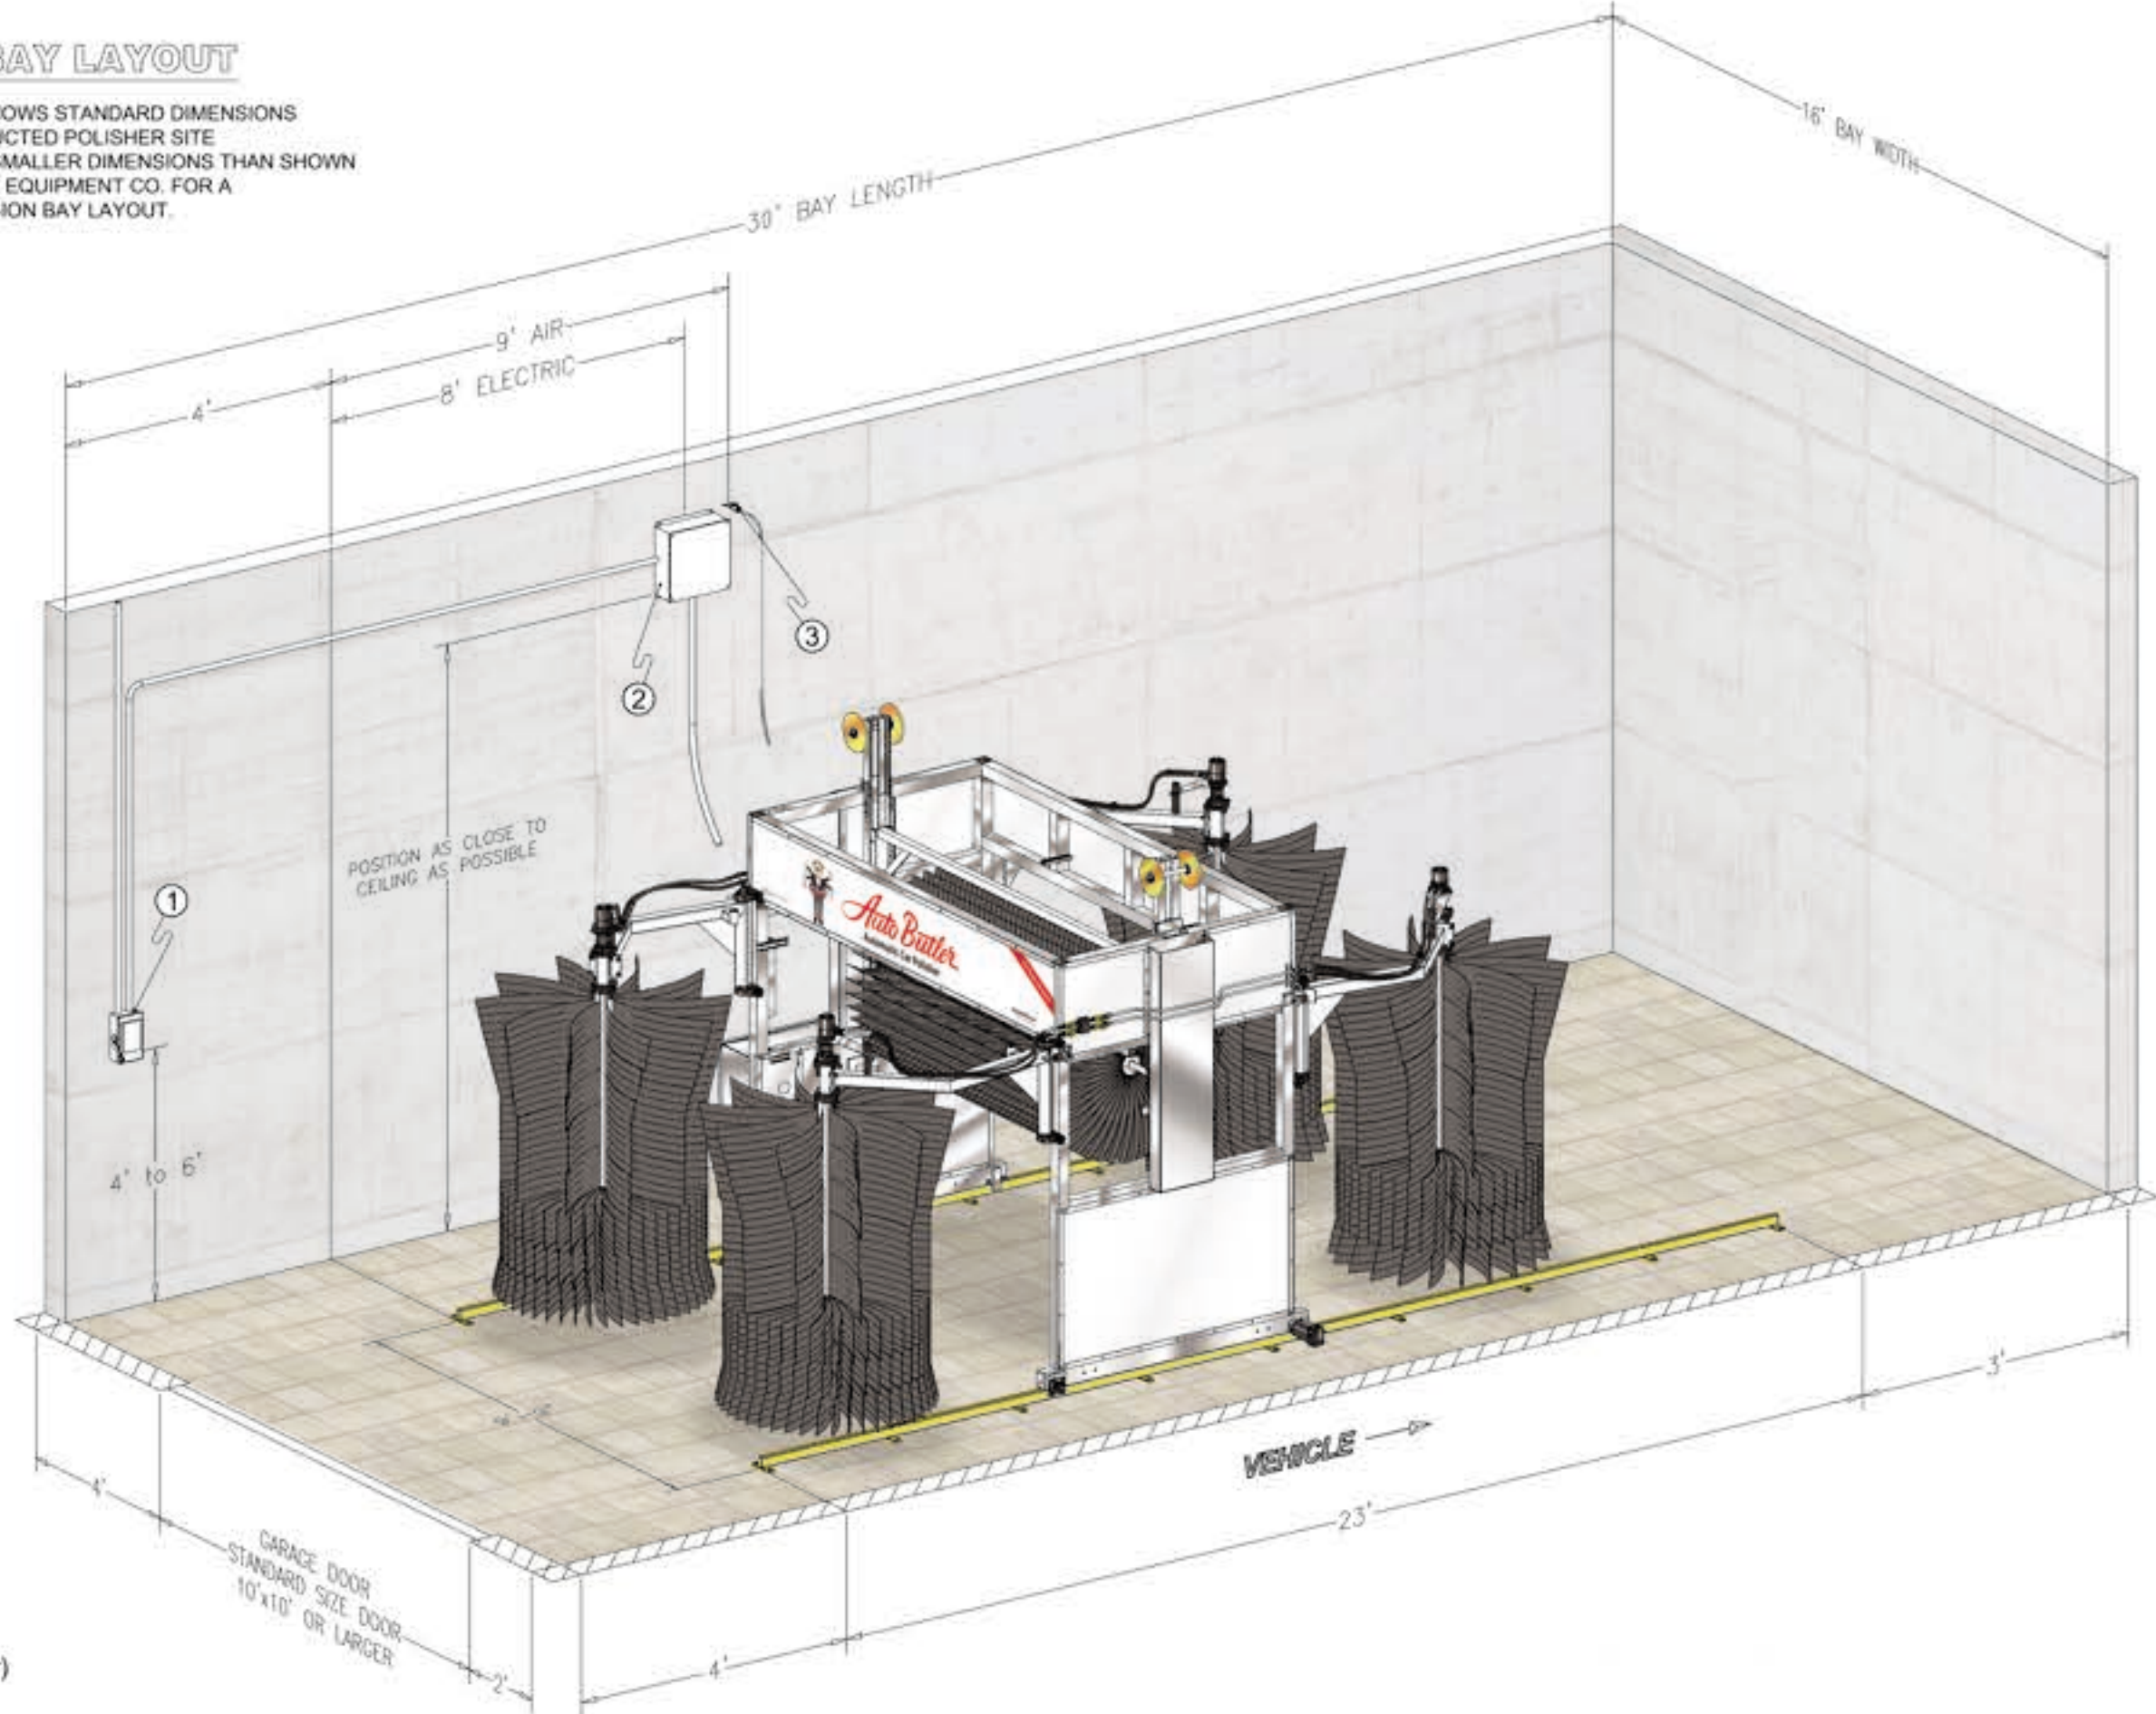 BAY LAYOUT
OWS STANDARD DIMENSIONS
UCTED POLISHER SITE
SMALLER DIMENSIONS THAN SHOWN
EQUIPMENT CO. FOR A
ION BAY LAYOUT.
30' BAY LENGTH
16' BAY WIDTH
9' AIR
8' ELECTRIC
4'
3
2
POSITION AS CLOSE TO
CEILING AS POSSIBLE
1
Auto Butler
4' to 6'
3'
VEHICLE
23'
4'
GARAGE DOOR
STANDARD SIZE DOOR
10'x10' OR LARGER
2'
4'
)